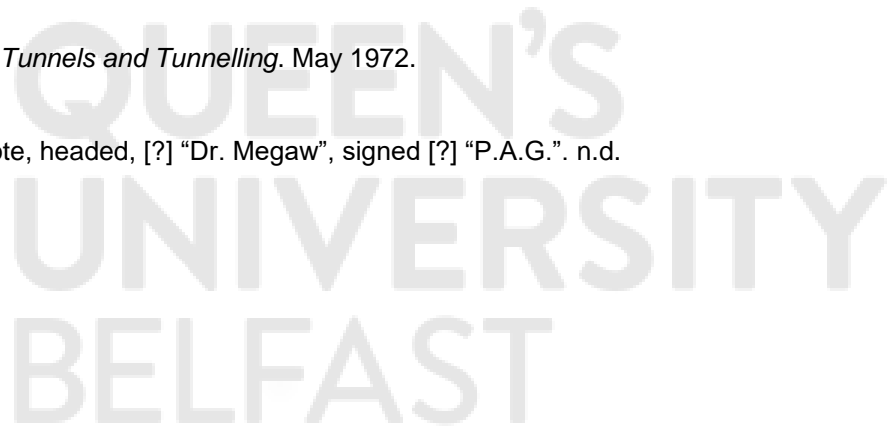 QUEEN'S
Tunnels and Tunnelling. May 1972.
ote, headed, [?] “Dr. Megaw”, signed [?] “P.A.G.”. n.d.
UNIVERSITY
BELFAST